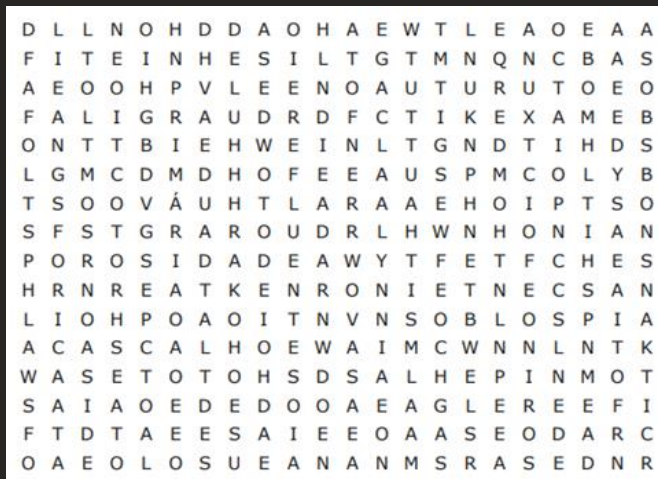 D L L N O H D D A O H A E W T L E A O E A A
F I T E I N H E S I L T G T M N Q N C B A S
A E O O H P V L E E N O A U T U R U T O E O
F A L I G R A U D R D F C T I K E X A M E B
O N T T B I E H W E I N L T G N D T I H D S
L G M C D M D H O F E E A U S P M C O L Y B
T S O O V Á U H T L A R A A E H O I P T S O
S F S T G R A R O U D R L H W N H O N I A N
P O R O S I D A D E A W Y T F E T F C H E S
H R N R E A T K E N R O N I E T N E C S A N
L I O H P O A O I T N V N S O B L O S P I A
A C A S C A L H O E W A I M C W N N L N T K
W A S E T O T O H S D S A L H E P I N M O T
S A I A O E D E D O O A E A G L E R E E F I
F T D T A E E S A I E E O A A S E O D A R C
O A E O L O S U E A N A N M S R A S E D N R